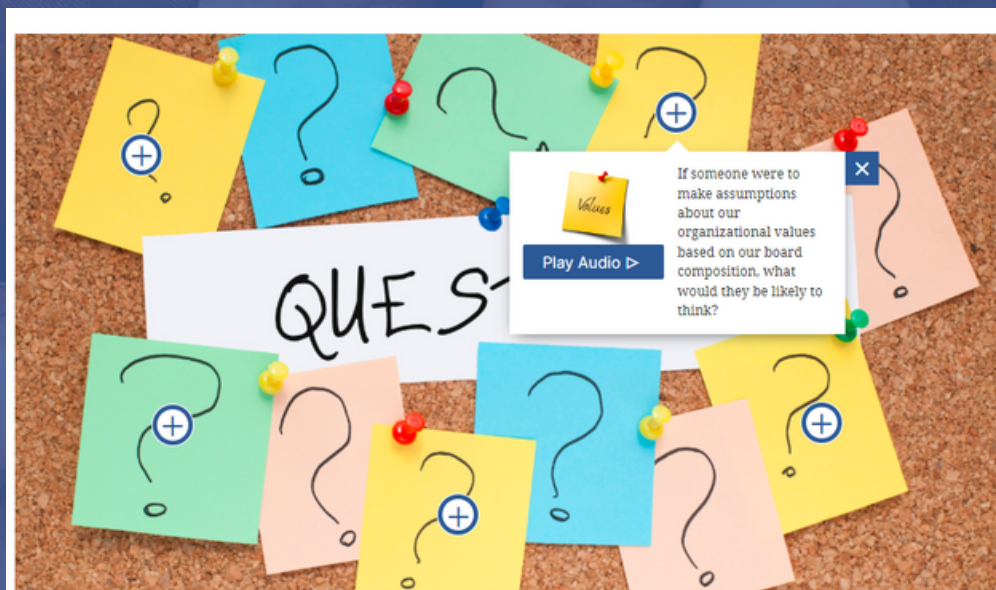 ?
?
?
?
If someone were to
make assumptions
about our
organizational values
based on our board
composition, what
would they be likely to
think?
Values
Play Audio
QUES
?
?
?
?
?
?
?